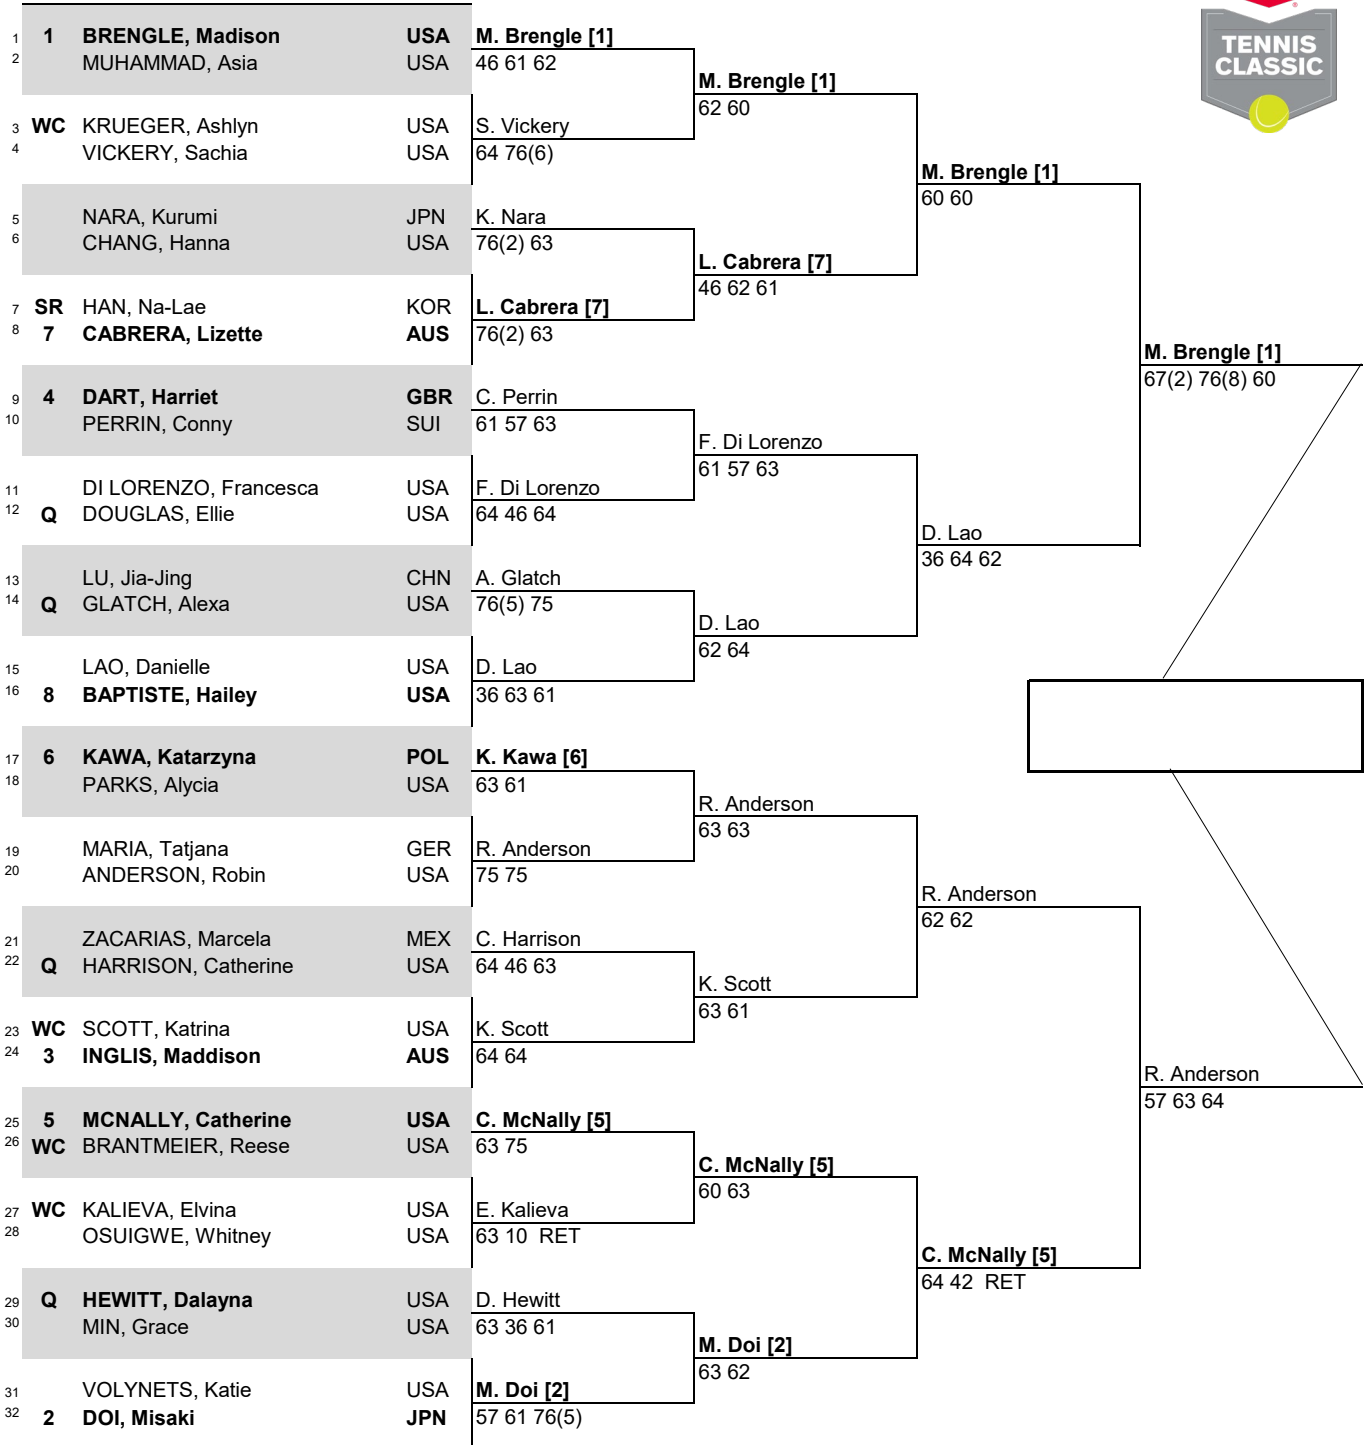 TENNIS
CLASSIC
1 1 BRENGLE, Madison USA
2 MUHAMMAD, Asia USA
3 WC KRUEGER, Ashlyn USA
4 VICKERY, Sachia USA
5 NARA, Kurumi JPN
6 CHANG, Hanna USA
7 SR HAN, Na-Lae KOR
8 7 CABRERA, Lizette AUS
9 4 DART, Harriet GBR
10 PERRIN, Conny SUI
11 DI LORENZO, Francesca USA
12 Q DOUGLAS, Ellie USA
13 LU, Jia-Jing CHN
14 Q GLATCH, Alexa USA
15 LAO, Danielle USA
16 8 BAPTISTE, Hailey USA
17 6 KAWA, Katarzyna POL
18 PARKS, Alycia USA
19 MARIA, Tatjana GER
20 ANDERSON, Robin USA
21 ZACARIAS, Marcela MEX
22 Q HARRISON, Catherine USA
23 WC SCOTT, Katrina USA
24 3 INGLIS, Maddison AUS
25 5 MCNALLY, Catherine USA
26 WC BRANTMEIER, Reese USA
27 WC KALIEVA, Elvina USA
28 OSUIGWE, Whitney USA
29 Q HEWITT, Dalayna USA
30 MIN, Grace USA
31 VOLYNETS, Katie USA
32 2 DOI, Misaki JPN
M. Brengle [1]
46 61 62
S. Vickery
64 76(6)
K. Nara
76(2) 63
L. Cabrera [7]
76(2) 63
C. Perrin
61 57 63
F. Di Lorenzo
64 46 64
A. Glatch
76(5) 75
D. Lao
36 63 61
K. Kawa [6]
63 61
R. Anderson
75 75
C. Harrison
64 46 63
K. Scott
64 64
C. McNally [5]
63 75
E. Kalieva
63 10 RET
D. Hewitt
63 36 61
M. Doi [2]
57 61 76(5)
M. Brengle [1]
62 60
L. Cabrera [7]
46 62 61
F. Di Lorenzo
61 57 63
D. Lao
62 64
R. Anderson
63 63
K. Scott
63 61
C. McNally [5]
60 63
M. Doi [2]
63 62
M. Brengle [1]
60 60
D. Lao
36 64 62
R. Anderson
62 62
C. McNally [5]
64 42 RET
M. Brengle [1]
67(2) 76(8) 60
R. Anderson
57 63 64